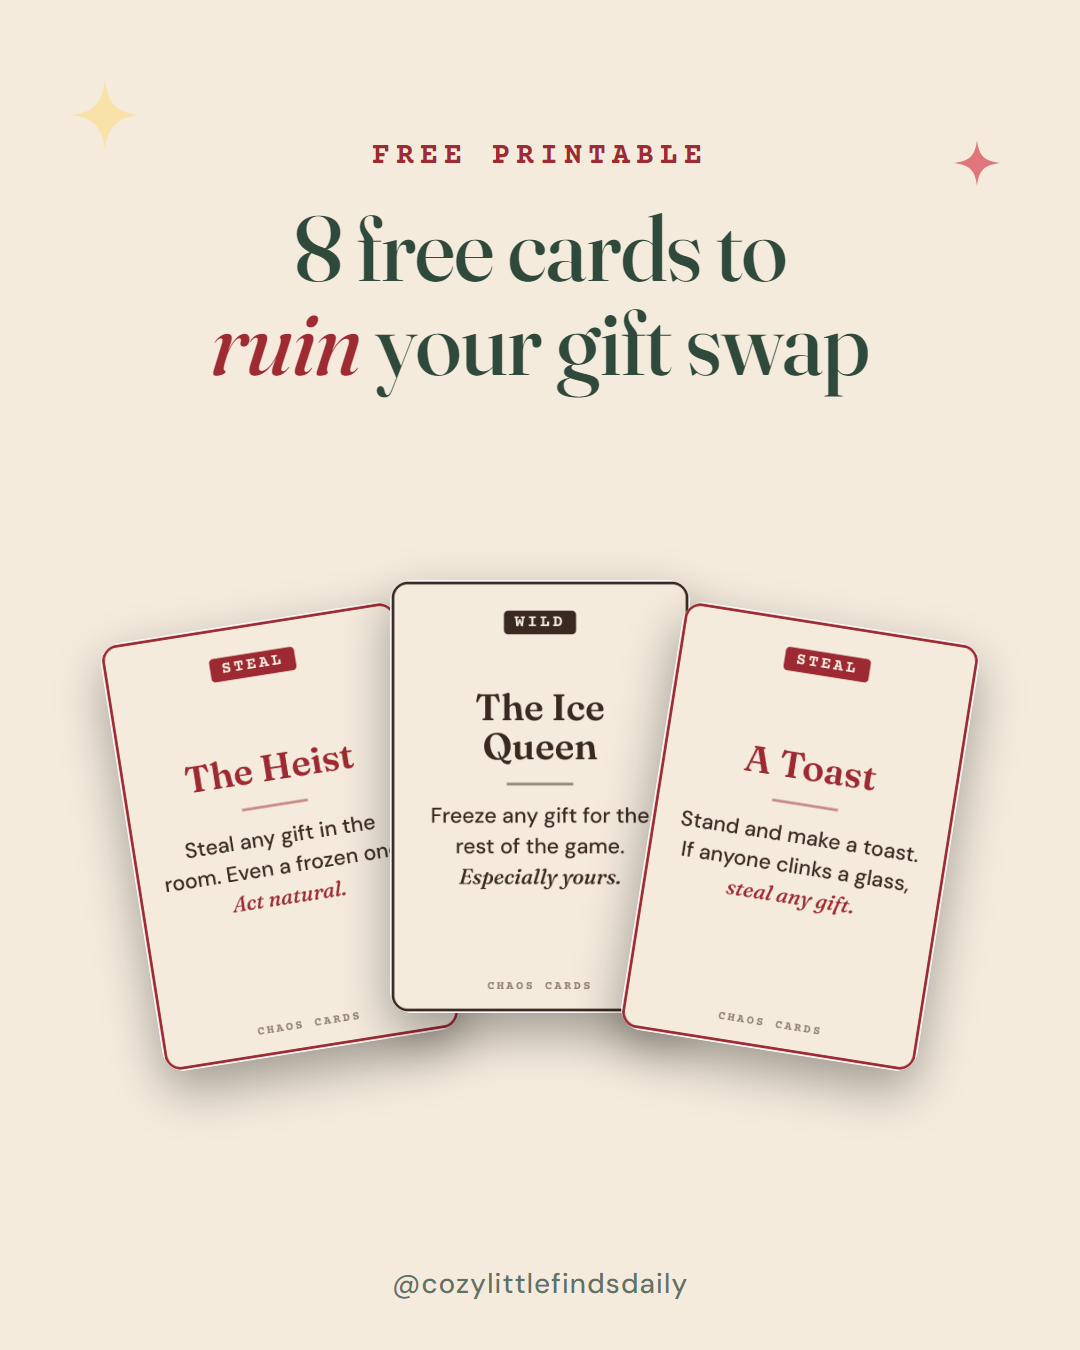 FREE PRINTABLE
8 free cards to
ruin your gift swap
STEAL
The Heist
Steal any gift in the
room. Even a frozen
Act natural.
CHAOS CARDS
WILD
The Ice
Queen
Freeze any gift for the
rest of the game.
Especially yours.
CHAOS CARDS
STEAL
A Toast
Stand and make a toast.
If anyone clinks a glass,
steal any gift.
CHAOS CARDS
@cozylittlefindsdaily